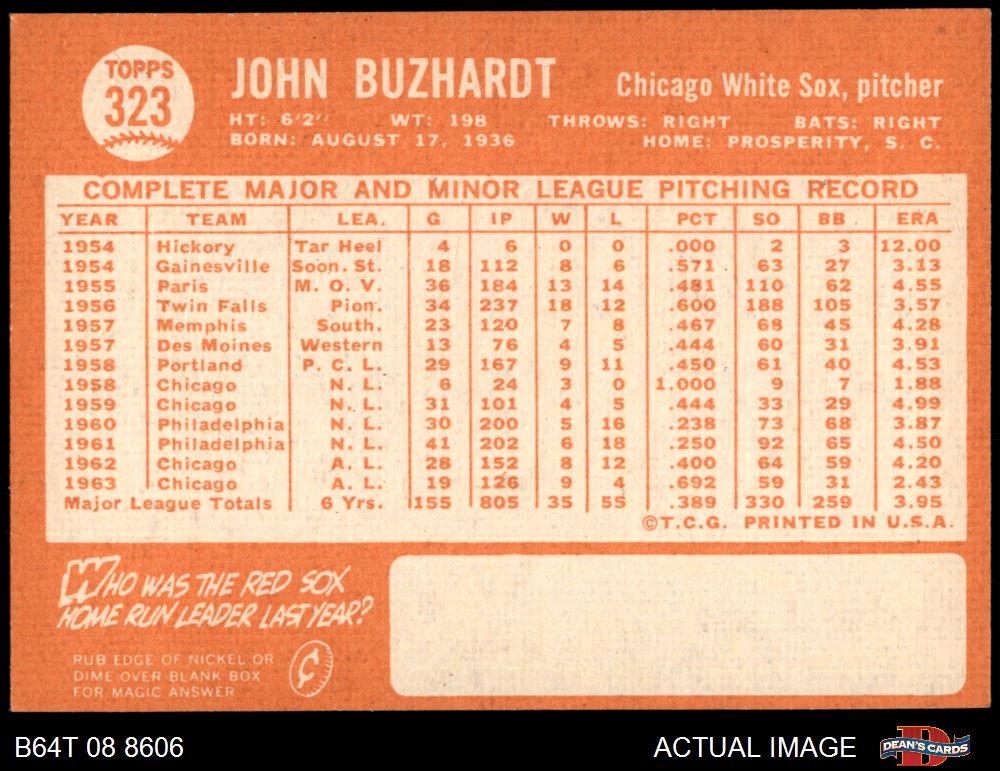 TOPPS
323
JOHN BUZHARDT
Chicago White Sox, pitcher
HT: 6'2" WT: 198 THROWS: RIGHT BATS: RIGHT
BORN: AUGUST 17, 1936 HOME: PROSPERITY, S. C.
COMPLETE MAJOR AND MINOR LEAGUE PITCHING RECORD
YEAR TEAM LEA. G IP W L PCT SO BB ERA
1954 Hickory Tar Heel 4 6 0 0 .000 2 3 12.00
1954 Gainesville Soon. St. 18 112 8 6 .571 63 27 3.13
1955 Paris M. O. V. 36 184 13 14 .481 110 62 4.55
1956 Twin Falls Pion. 34 237 18 12 .600 188 105 3.57
1957 Memphis South. 23 120 7 8 .467 68 45 4.28
1957 Des Moines Western 13 76 4 5 .444 60 31 3.91
1958 Portland P. C. L. 29 167 9 11 .450 61 40 4.53
1958 Chicago N. L. 6 24 3 0 1.000 9 7 1.88
1959 Chicago N. L. 31 101 4 5 .444 33 29 4.99
1960 Philadelphia N. L. 30 200 5 16 .238 73 68 3.87
1961 Philadelphia N. L. 41 202 6 18 .250 92 65 4.50
1962 Chicago A. L. 28 152 8 12 .400 64 59 4.20
1963 Chicago A. L. 19 126 9 4 .692 59 31 2.43
Major League Totals 6 Yrs. 155 805 35 55 .389 330 259 3.95
©T.C.G. PRINTED IN U.S.A.
WHO WAS THE RED SOX
HOME RUN LEADER LAST YEAR?
RUB EDGE OF NICKEL OR
DIME OVER BLANK BOX
FOR MAGIC ANSWER
¢
B64T 08 8606
ACTUAL IMAGE
B
DEAN'S CARDS